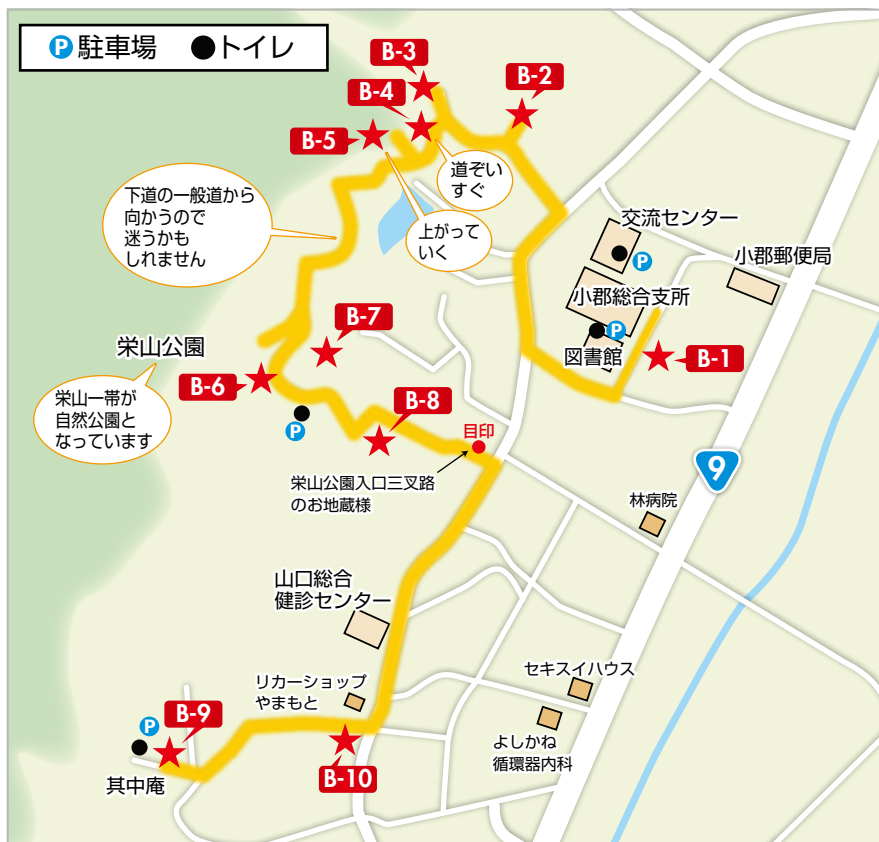 P 駐車場 ●トイレ
B-3
B-4
B-2
B-5
道ぞい
すぐ
下道の一般道から
向かうので
迷うかも
しれません
上がって
いく
交流センター
P
小郡郵便局
小郡総合支所
P
図書館
B-1
B-7
栄山公園
B-6
栄山一帯が
自然公園と
なっています
P
B-8
目印
栄山公園入口三叉路
のお地蔵様
9
林病院
山口総合
健診センター
リカーショップ
やまもと
セキスイハウス
よしかね
循環器内科
P
B-9
其中庵
B-10